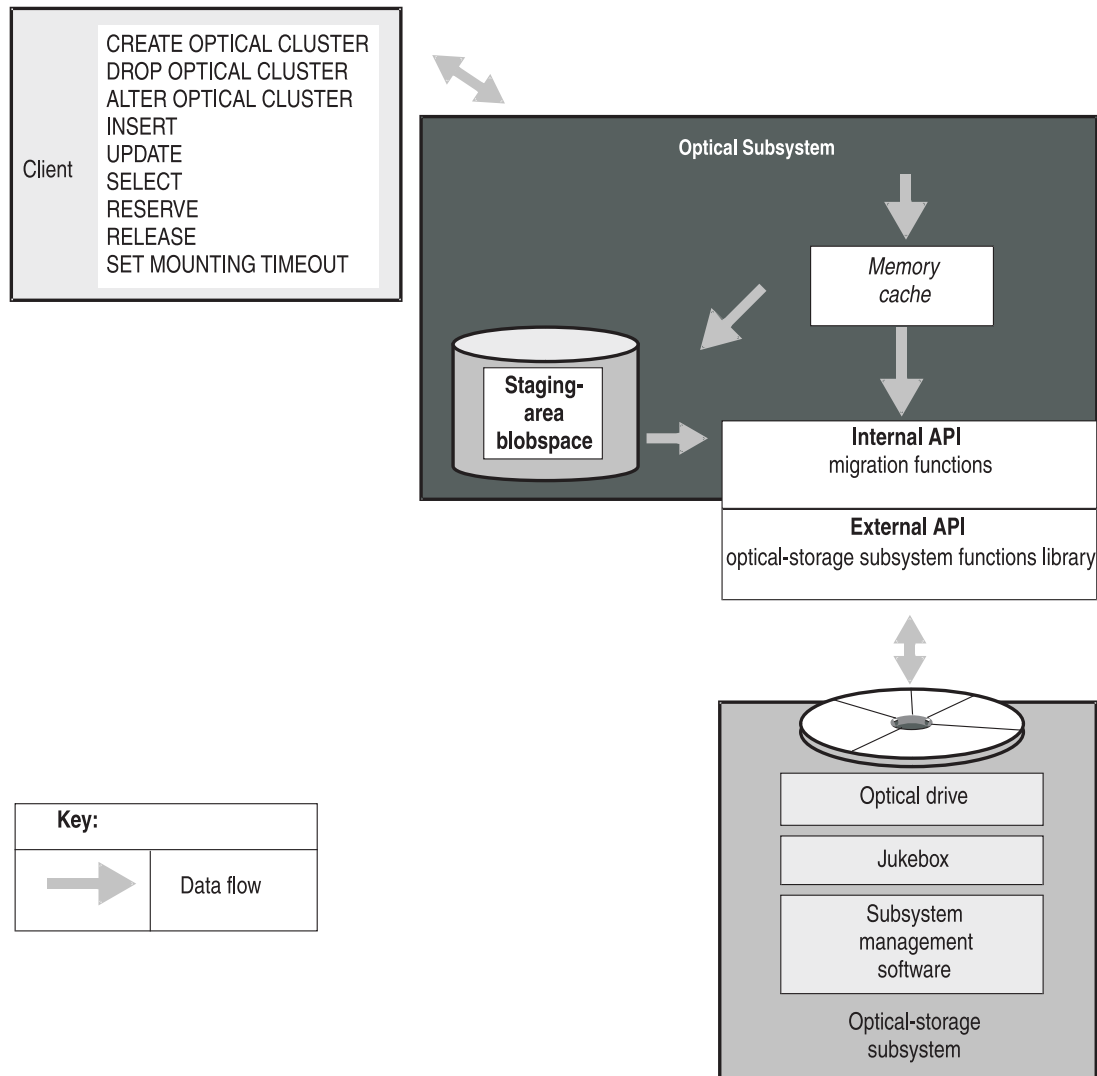 Client
CREATE OPTICAL CLUSTER
DROP OPTICAL CLUSTER
ALTER OPTICAL CLUSTER
INSERT
UPDATE
SELECT
RESERVE
RELEASE
SET MOUNTING TIMEOUT
Optical Subsystem
Memory
cache
Staging-
area
blobspace
Internal API
migration functions
External API
optical-storage subsystem functions library
Optical drive
Jukebox
Subsystem
management
software
Optical-storage
subsystem
Key:
Data flow